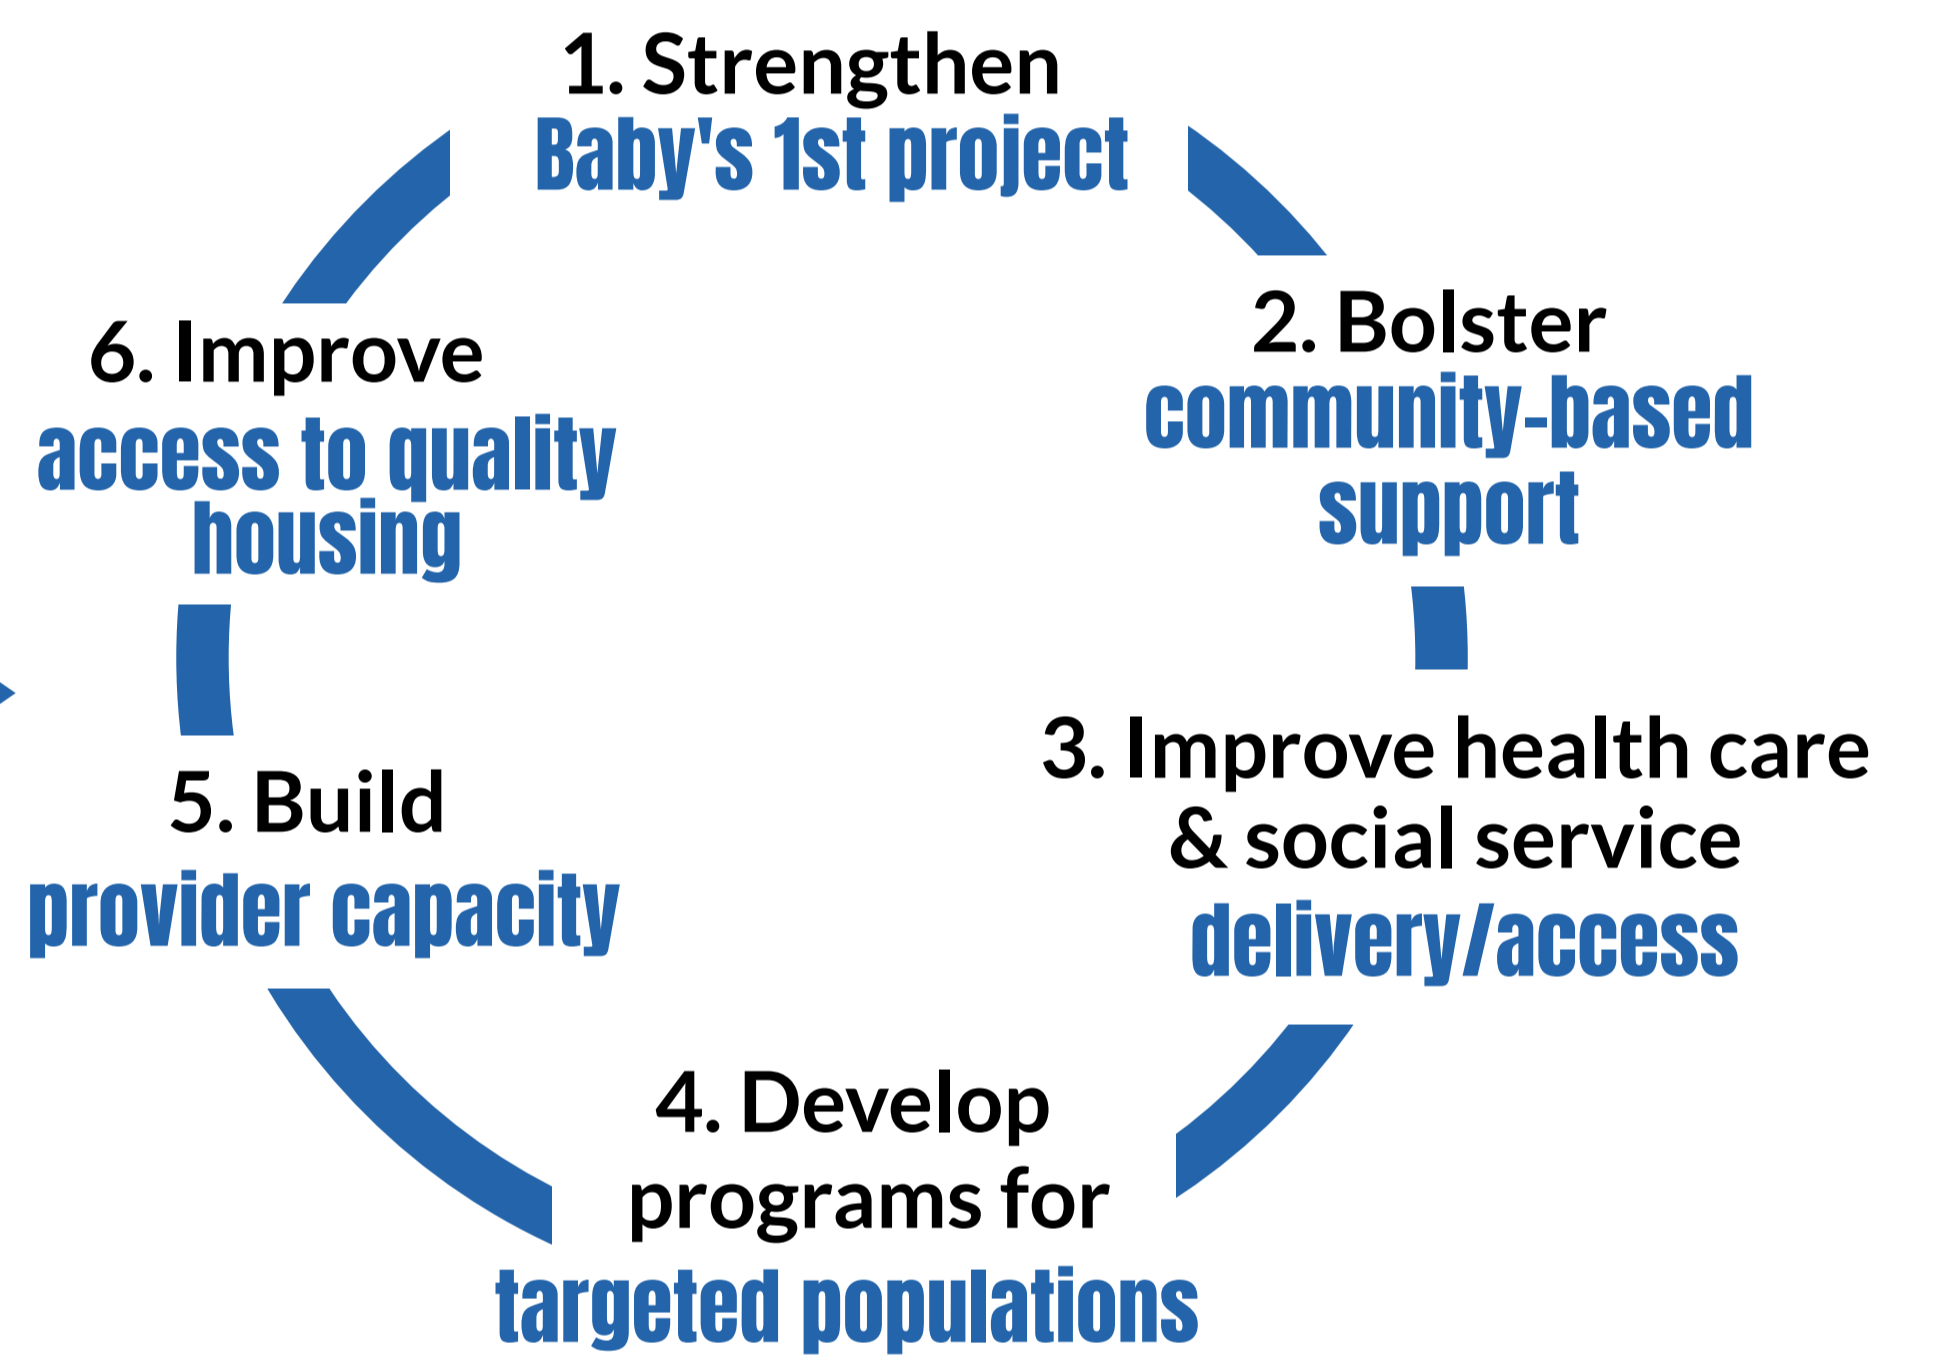 1. Strengthen
Baby's 1st project
2. Bolster
community-based
support
3. Improve health care
& social service
delivery/access
4. Develop
programs for
targeted populations
5. Build
provider capacity
6. Improve
access to quality
housing